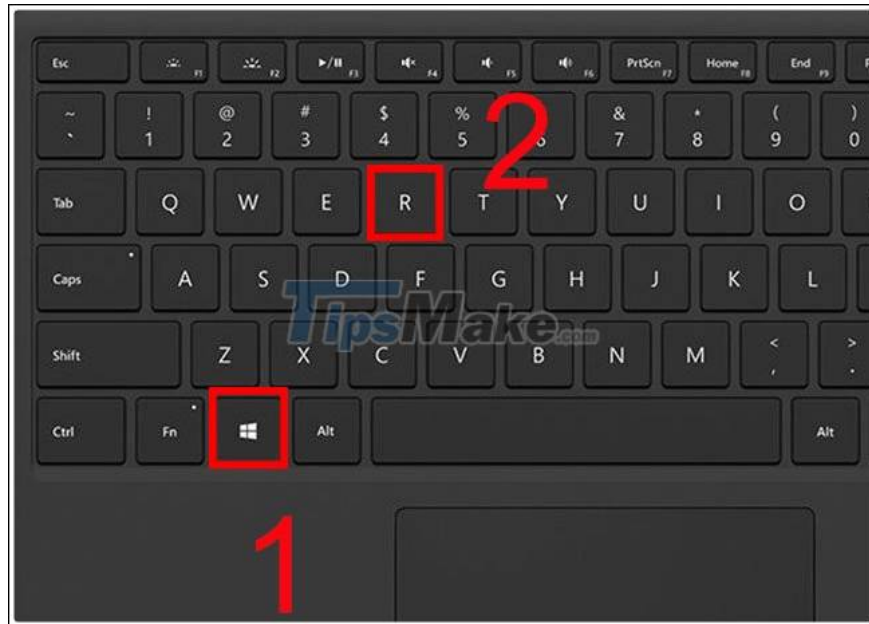 Esc F1 F2 F3 F4 F5 F6 PrtScn F7 Home F8 End F9
~ ! @ # $ % & * ( )
` 1 2 3 4 5 6 7 8 9 0
2
Tab Q W E R T Y U I O
Caps A S D F G H J K L
TipsMake.com
Shift Z X C V B N M < >
, .
Ctrl Fn Alt Alt
1